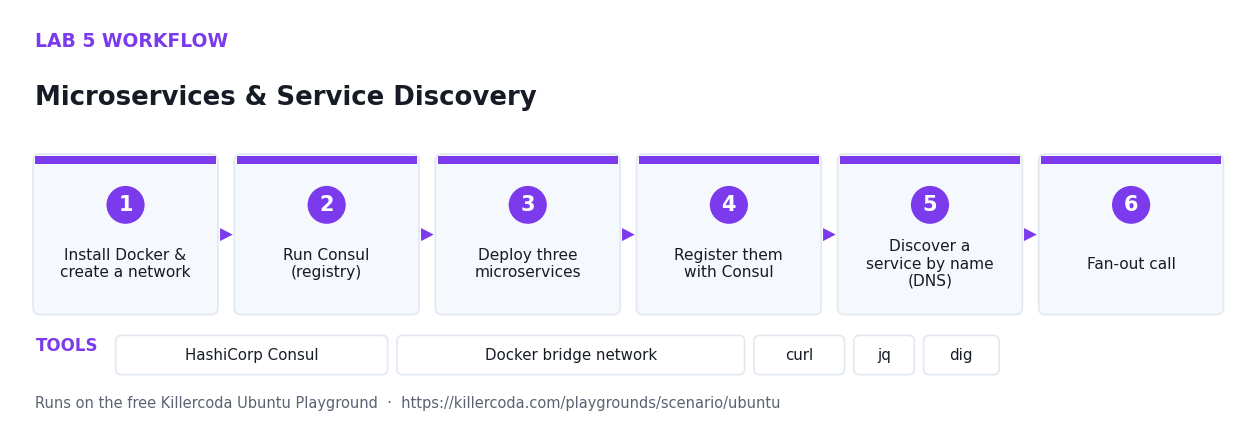 LAB 5 WORKFLOW
Microservices & Service Discovery
1
Install Docker &
create a network
2
Run Consul
(registry)
3
Deploy three
microservices
4
Register them
with Consul
5
Discover a
service by name
(DNS)
6
Fan-out call
TOOLS
HashiCorp Consul
Docker bridge network
curl
jq
dig
Runs on the free Killercoda Ubuntu Playground · https://killercoda.com/playgrounds/scenario/ubuntu